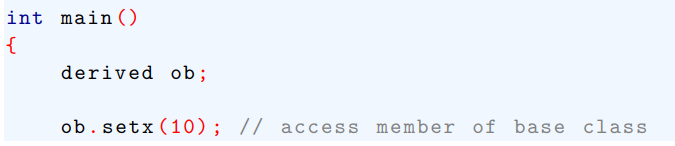 int main()
{
derived ob;
ob.setx(10); // access member of base class